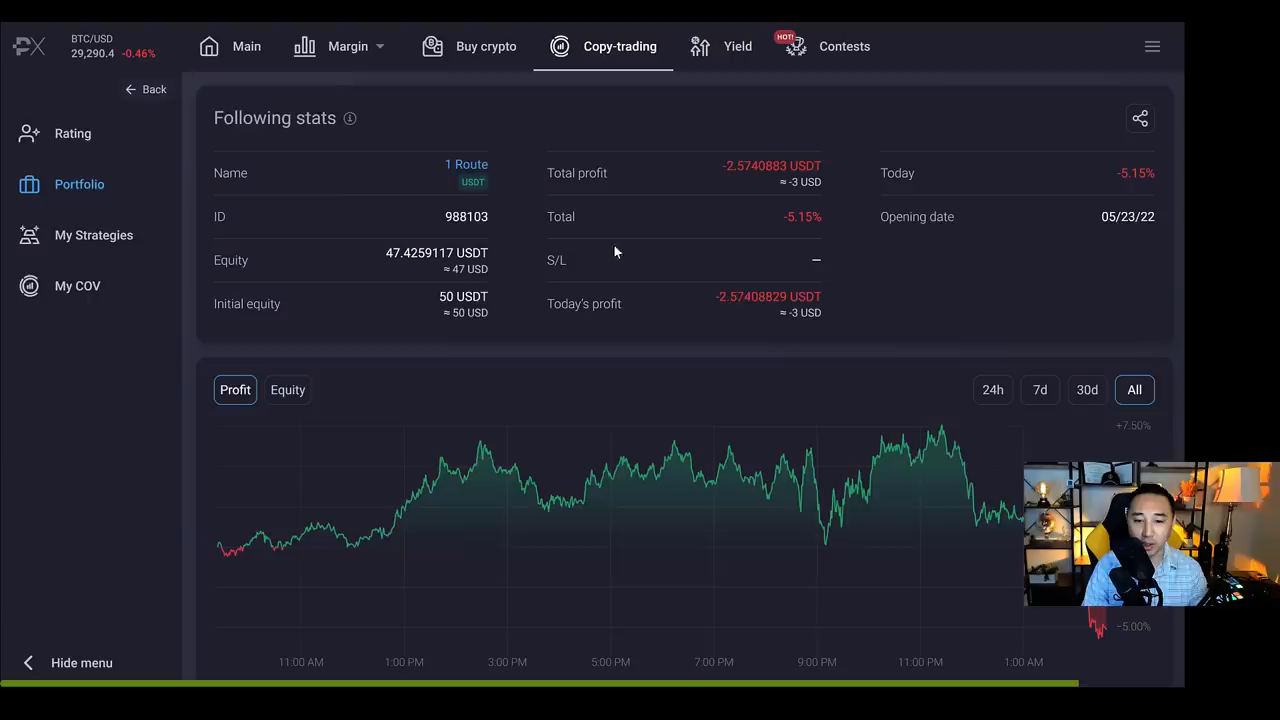 PX
BTC/USD
29,290.4 -0.46%
Main
Margin
Buy crypto
Copy-trading
Yield
HOT!
Contests
Back
Rating
Portfolio
My Strategies
My COV
Hide menu
Following stats
Name
1 Route
USDT
ID
988103
Equity
47.4259117 USDT
≈ 47 USD
Initial equity
50 USDT
≈ 50 USD
Total profit
-2.5740883 USDT
≈ -3 USD
Total
-5.15%
S/L
—
Today's profit
-2.57408829 USDT
≈ -3 USD
Today
-5.15%
Opening date
05/23/22
Profit
Equity
24h
7d
30d
All
+7.50%
−5.00%
11:00 AM
1:00 PM
3:00 PM
5:00 PM
7:00 PM
9:00 PM
11:00 PM
1:00 AM